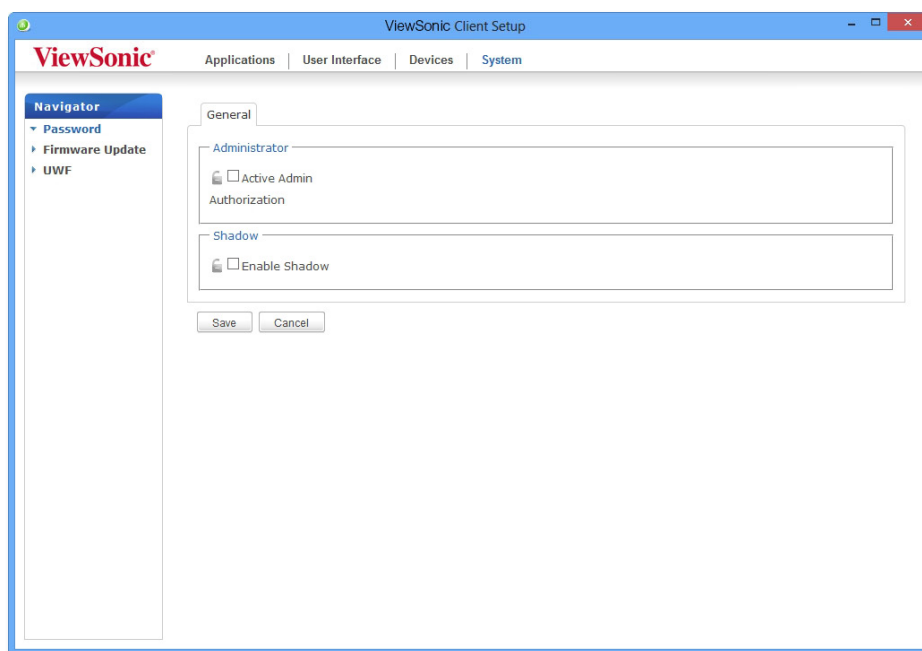 ViewSonic Client Setup
ViewSonic®
Applications | User Interface | Devices | System
Navigator
Password
Firmware Update
UWF
General
Administrator
Active Admin
Authorization
Shadow
Enable Shadow
Save Cancel